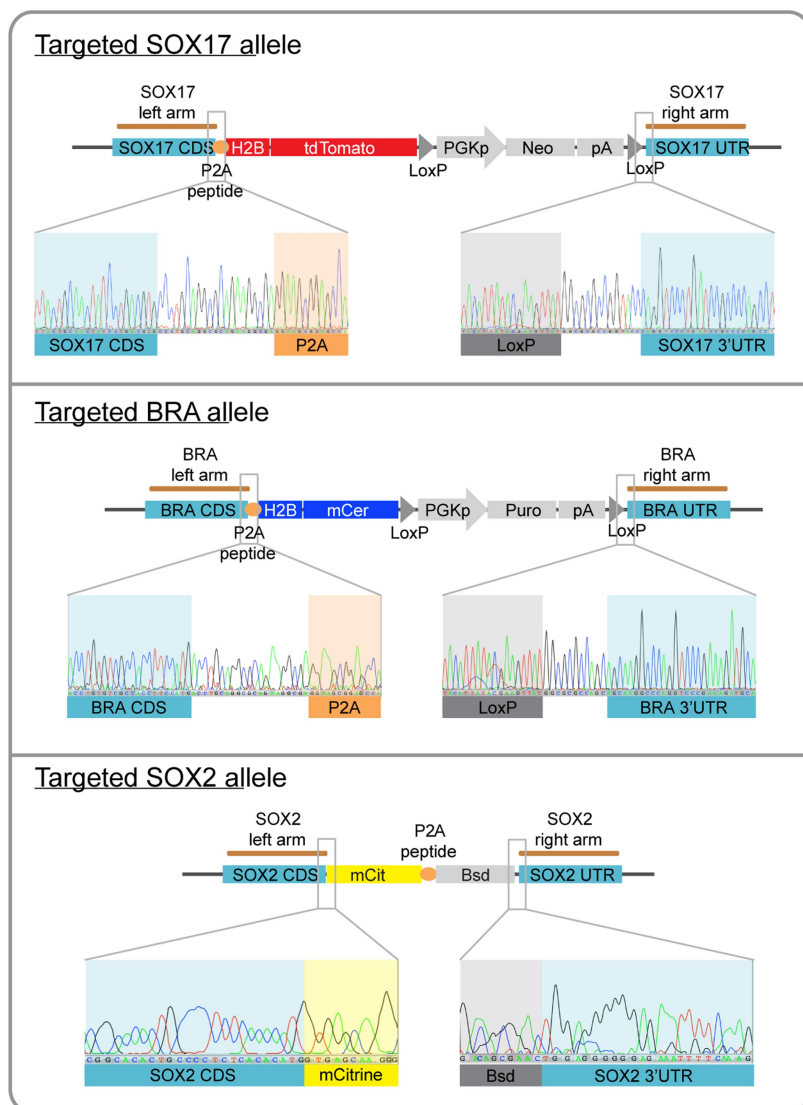 Targeted SOX17 allele
SOX17
left arm
SOX17
right arm
SOX17 CDS
H2B
tdTomato
PGKp
Neo
pA
SOX17 UTR
P2A
peptide
LoxP
LoxP
SOX17 CDS
P2A
LoxP
SOX17 3'UTR
Targeted BRA allele
BRA
left arm
BRA
right arm
BRA CDS
H2B
mCer
PGKp
Puro
pA
BRA UTR
P2A
peptide
LoxP
LoxP
BRA CDS
P2A
LoxP
BRA 3'UTR
Targeted SOX2 allele
SOX2
left arm
P2A
peptide
SOX2
right arm
SOX2 CDS
mCit
Bsd
SOX2 UTR
CGGCACACTGCCCCTCTCACACATGGTGAGCAAGGG
SOX2 CDS
mCitrine
Bsd
SOX2 3'UTR